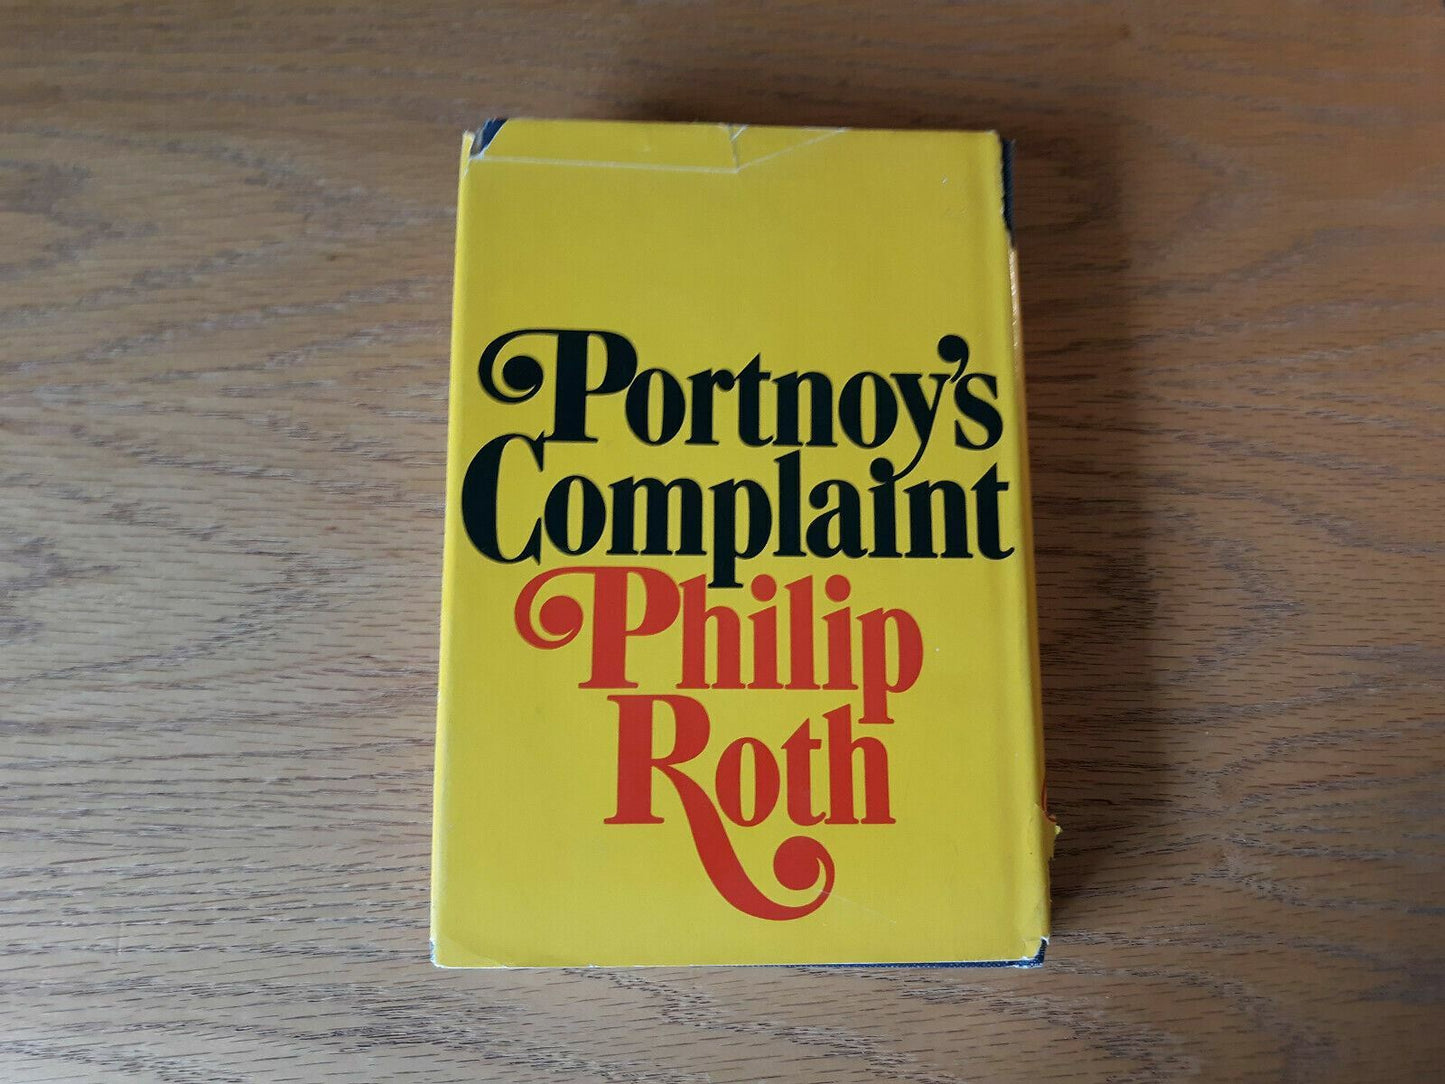 Portnoy's
Complaint
Philip
Roth